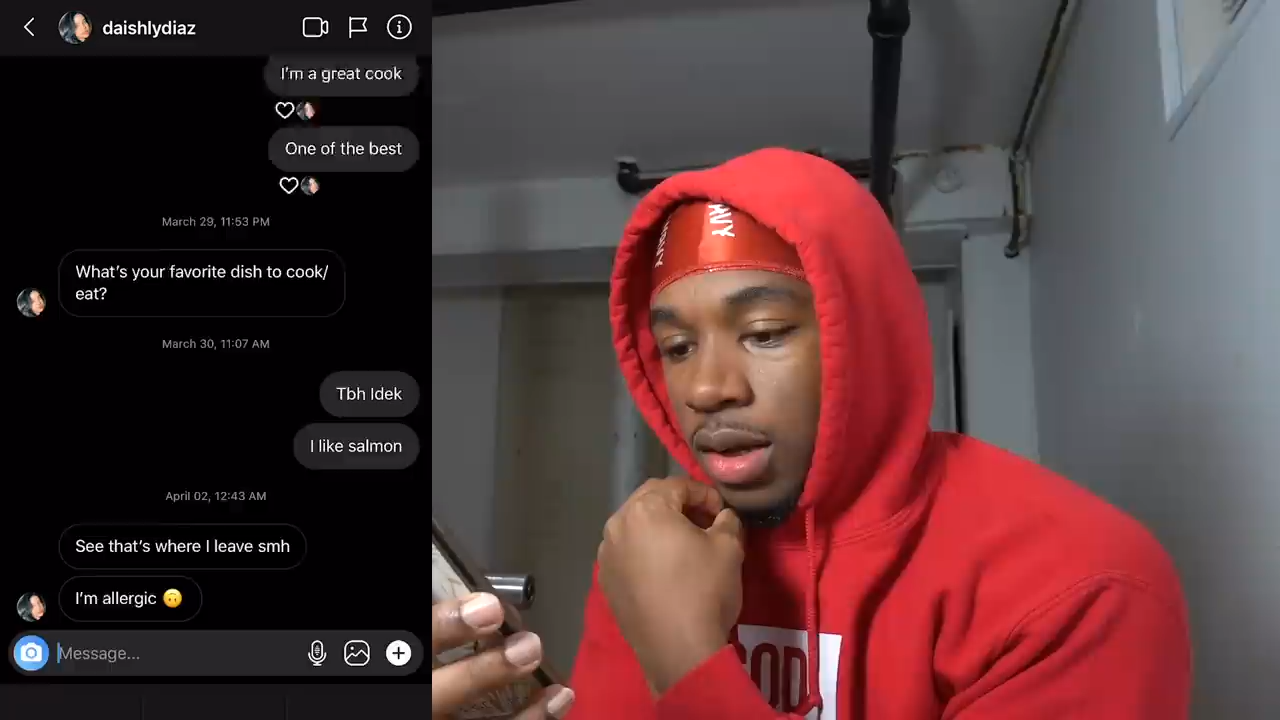 daishlydiaz
I'm a great cook
One of the best
March 29, 11:53 PM
What's your favorite dish to cook/
eat?
March 30, 11:07 AM
Tbh Idek
I like salmon
April 02, 12:43 AM
See that's where I leave smh
I'm allergic 🙃
Message...